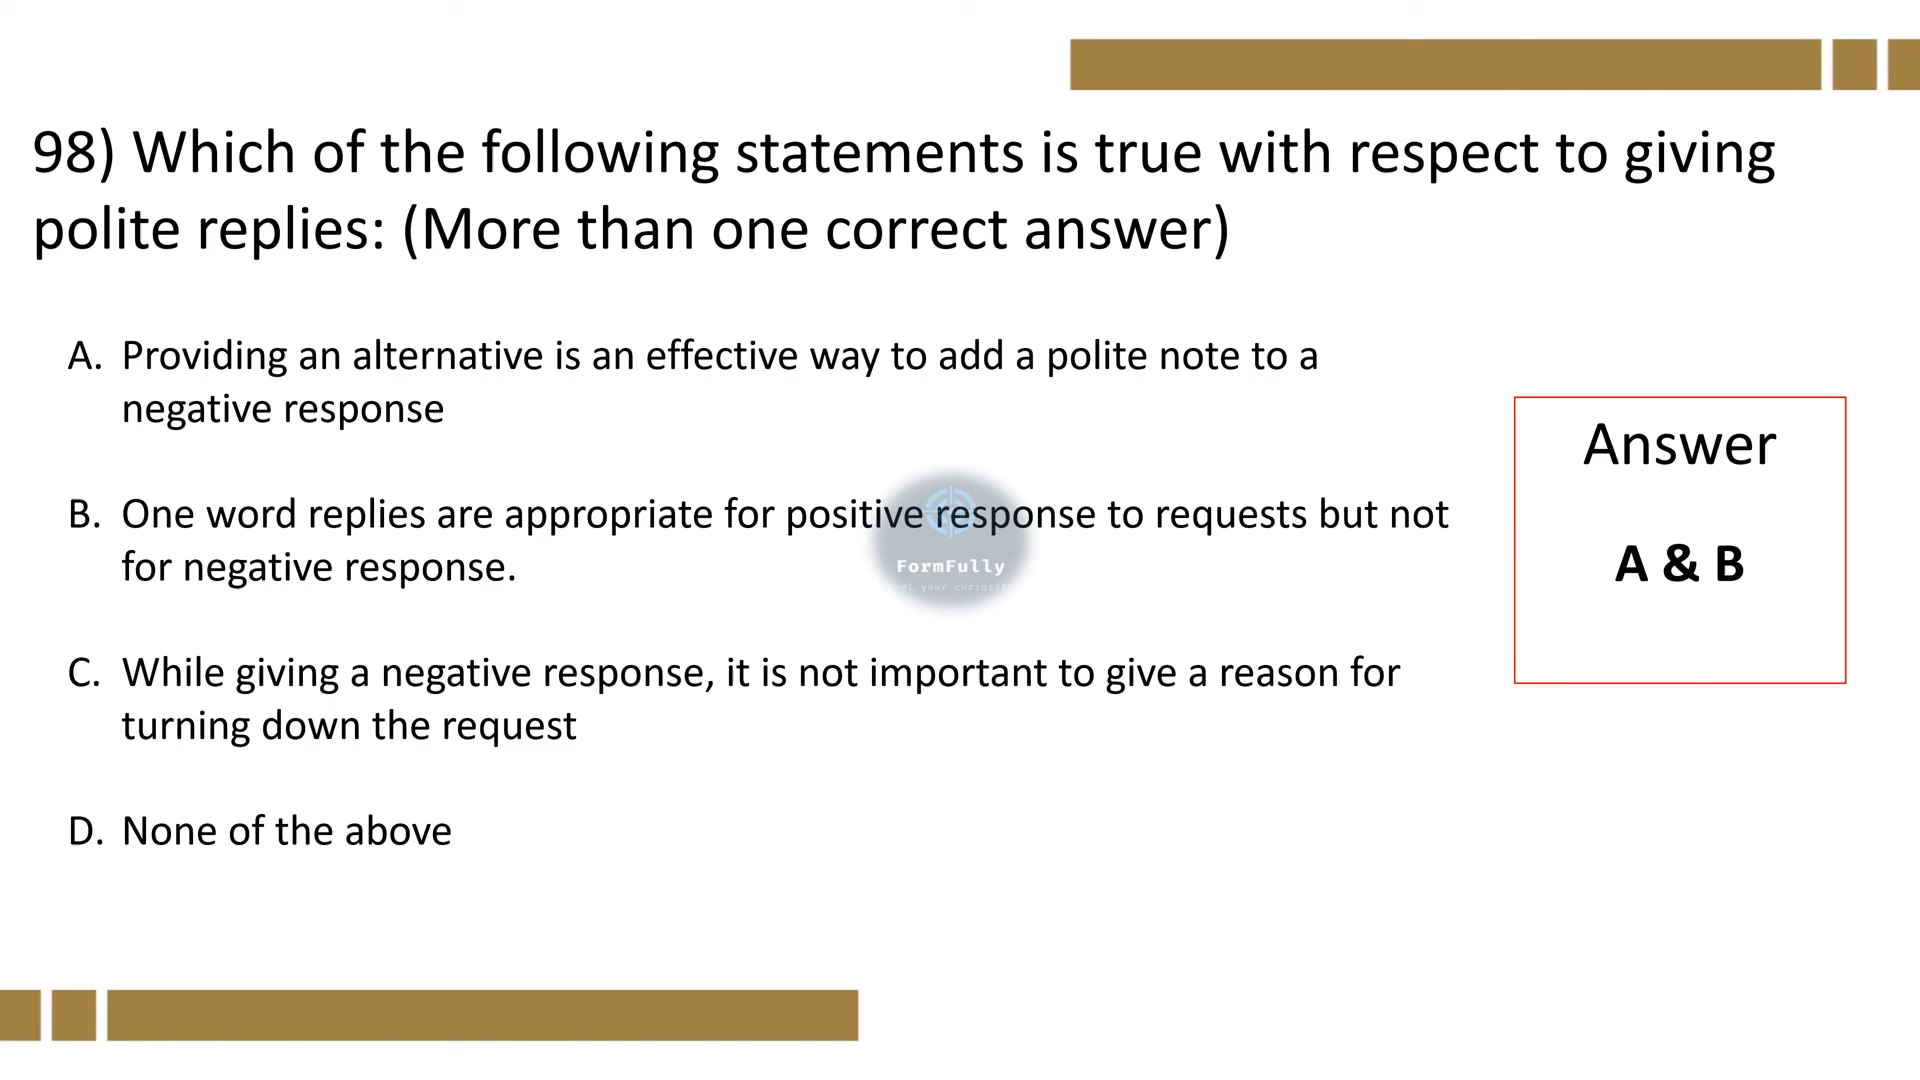 98) Which of the following statements is true with respect to giving
polite replies: (More than one correct answer)
A. Providing an alternative is an effective way to add a polite note to a
negative response
B. One word replies are appropriate for positive response to requests but not
for negative response.
C. While giving a negative response, it is not important to give a reason for
turning down the request
D. None of the above
Answer
A & B
FormFully
your